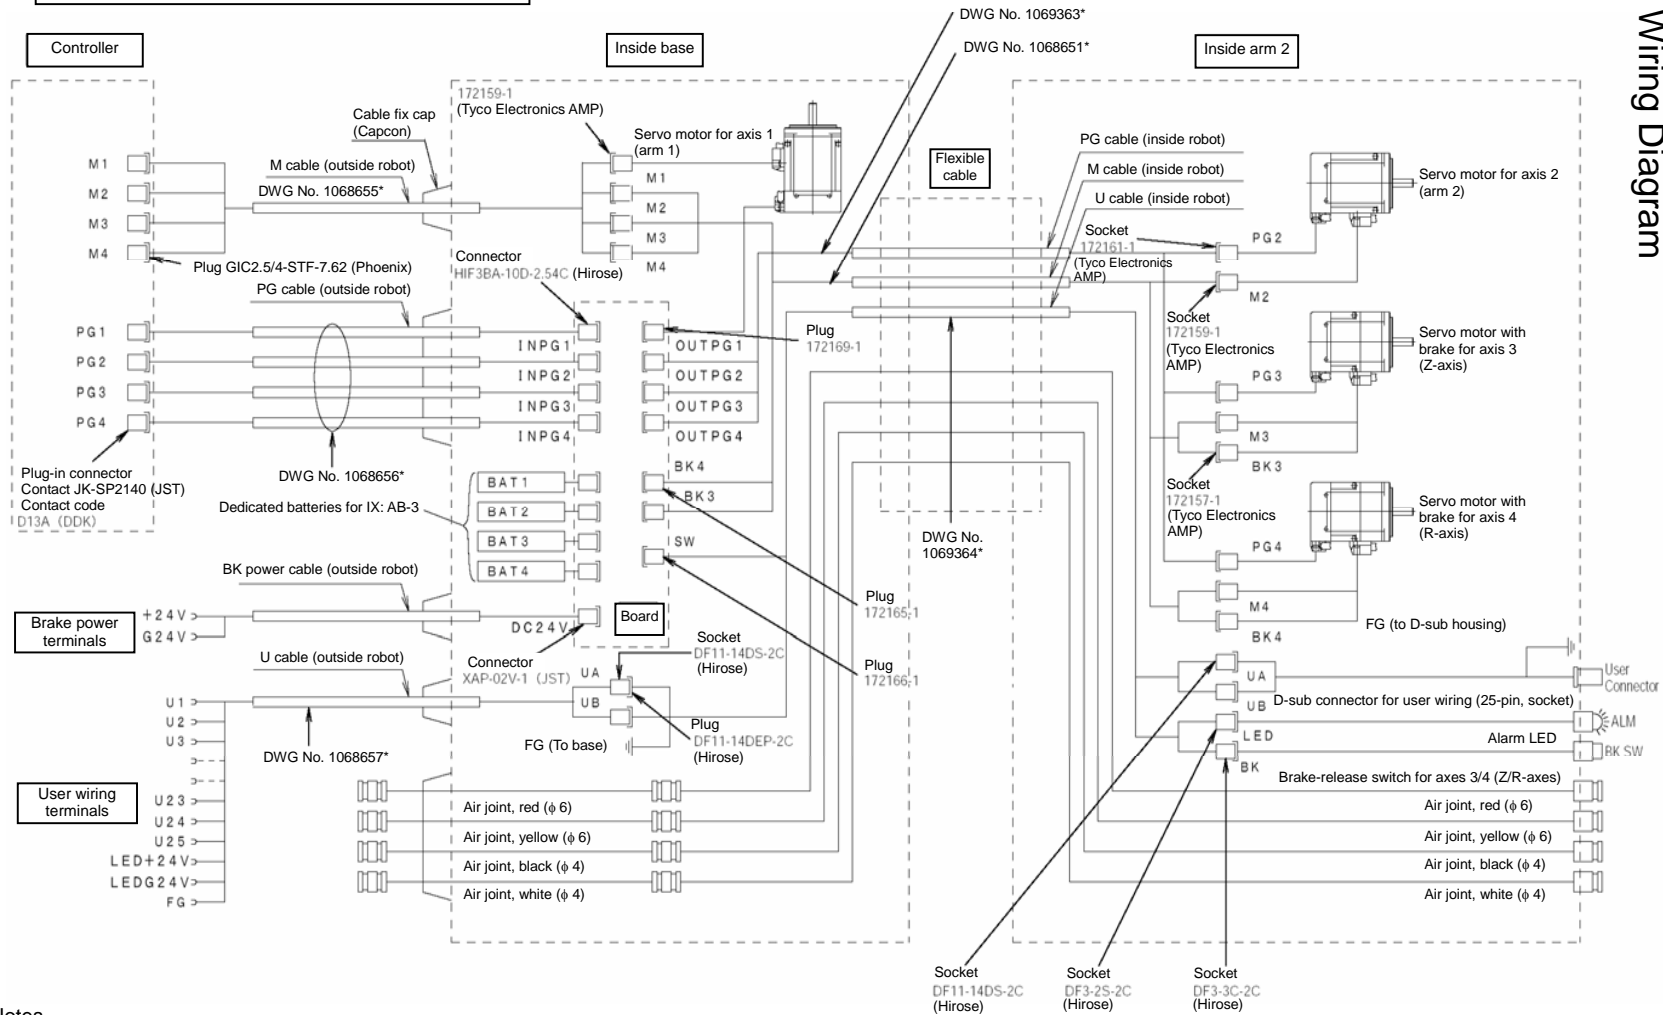 Wiring Diagram
Controller
Inside base
Inside arm 2
DWG No. 1069363*
DWG No. 1068651*
172159-1
(Tyco Electronics AMP)
Cable fix cap
(Capcon)
Servo motor for axis 1
(arm 1)
M1
M2
M3
M4
M cable (outside robot)
DWG No. 1068655*
M1
M2
M3
M4
Plug GIC2.5/4-STF-7.62 (Phoenix)
PG cable (outside robot)
Connector
HIF3BA-10D-2.54C (Hirose)
Flexible
cable
PG cable (inside robot)
M cable (inside robot)
U cable (inside robot)
Socket
172161-1
(Tyco Electronics
AMP)
PG2
M2
Servo motor for axis 2
(arm 2)
PG1
PG2
PG3
PG4
INPG1
INPG2
INPG3
INPG4
OUTPG1
OUTPG2
OUTPG3
OUTPG4
Plug
172169-1
Socket
172159-1
(Tyco Electronics
AMP)
PG3
M3
BK3
Servo motor with
brake for axis 3
(Z-axis)
Plug-in connector
Contact JK-SP2140 (JST)
Contact code
D13A (DDK)
DWG No. 1068656*
Dedicated batteries for IX: AB-3
BAT1
BAT2
BAT3
BAT4
BK4
BK3
SW
DWG No.
1069364*
Socket
172157-1
(Tyco Electronics
AMP)
PG4
M4
BK4
Servo motor with
brake for axis 4
(R-axis)
BK power cable (outside robot)
Brake power
terminals
+24V
G24V
DC24V
Board
Plug
172165-1
Socket
DF11-14DS-2C
(Hirose)
Connector
XAP-02V-1 (JST)
UA
UB
Plug
172166-1
FG (to D-sub housing)
U cable (outside robot)
DWG No. 1068657*
FG (To base)
Plug
DF11-14DEP-2C
(Hirose)
UA
UB
D-sub connector for user wiring (25-pin, socket)
User
Connector
LED
BK
Alarm LED
ALM
BK SW
Brake-release switch for axes 3/4 (Z/R-axes)
User wiring
terminals
U1
U2
U3
U23
U24
U25
LED+24V
LEDG24V
FG
Air joint, red (φ 6)
Air joint, yellow (φ 6)
Air joint, black (φ 4)
Air joint, white (φ 4)
Air joint, red (φ 6)
Air joint, yellow (φ 6)
Air joint, black (φ 4)
Air joint, white (φ 4)
Socket
DF11-14DS-2C
(Hirose)
Socket
DF3-2S-2C
(Hirose)
Socket
DF3-3C-2C
(Hirose)